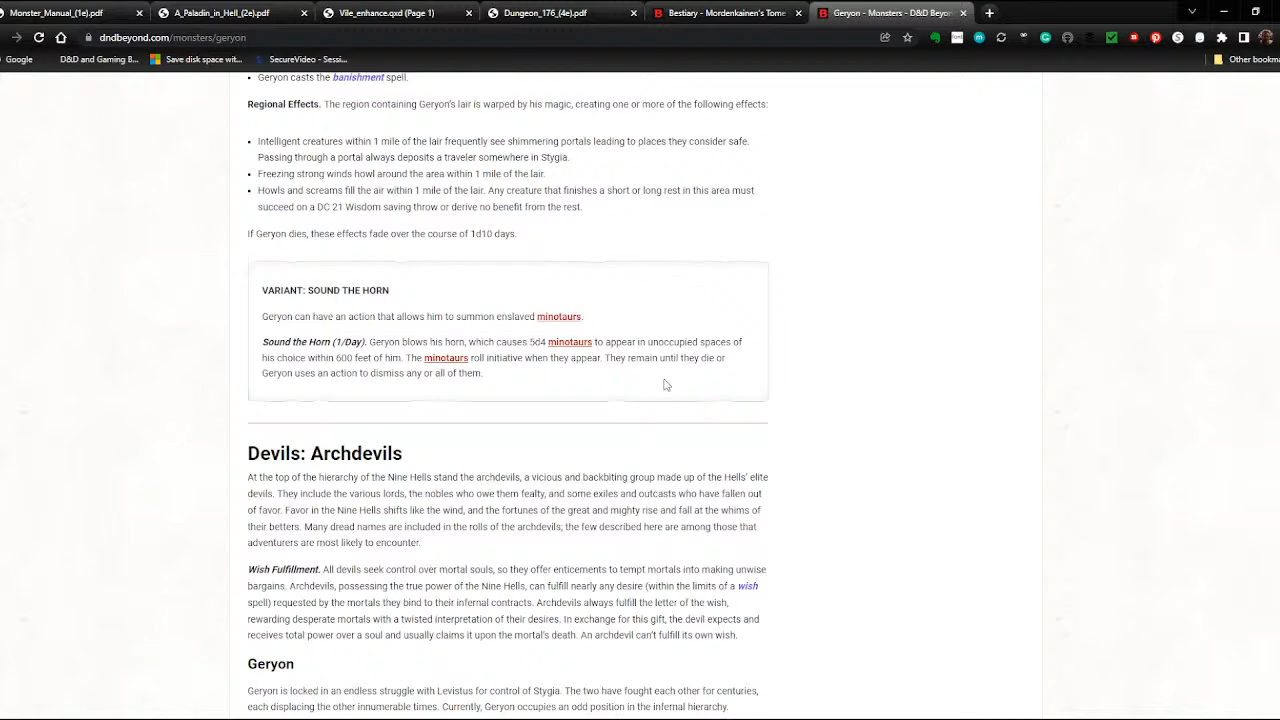 Monster_Manual_(1e).pdf
A_Paladin_in_Hell_(2e).pdf
Vile_enhance.qxd (Page 1)
Dungeon_176_(4e).pdf
Bestiary - Mordenkainen's Tome
Geryon - Monsters - D&D Beyon
dndbeyond.com/monsters/geryon
Google
D&D and Gaming B...
Save disk space wit...
SecureVideo - Sessi...
Other bookma
• Geryon casts the banishment spell.
Regional Effects. The region containing Geryon's lair is warped by his magic, creating one or more of the following effects:
• Intelligent creatures within 1 mile of the lair frequently see shimmering portals leading to places they consider safe.
Passing through a portal always deposits a traveler somewhere in Stygia.
• Freezing strong winds howl around the area within 1 mile of the lair.
• Howls and screams fill the air within 1 mile of the lair. Any creature that finishes a short or long rest in this area must
succeed on a DC 21 Wisdom saving throw or derive no benefit from the rest.
If Geryon dies, these effects fade over the course of 1d10 days.
VARIANT: SOUND THE HORN
Geryon can have an action that allows him to summon enslaved minotaurs.
Sound the Horn (1/Day). Geryon blows his horn, which causes 5d4 minotaurs to appear in unoccupied spaces of
his choice within 600 feet of him. The minotaurs roll initiative when they appear. They remain until they die or
Geryon uses an action to dismiss any or all of them.
Devils: Archdevils
At the top of the hierarchy of the Nine Hells stand the archdevils, a vicious and backbiting group made up of the Hells' elite
devils. They include the various lords, the nobles who owe them fealty, and some exiles and outcasts who have fallen out
of favor. Favor in the Nine Hells shifts like the wind, and the fortunes of the great and mighty rise and fall at the whims of
their betters. Many dread names are included in the rolls of the archdevils; the few described here are among those that
adventurers are most likely to encounter.
Wish Fulfillment. All devils seek control over mortal souls, so they offer enticements to tempt mortals into making unwise
bargains. Archdevils, possessing the true power of the Nine Hells, can fulfill nearly any desire (within the limits of a wish
spell) requested by the mortals they bind to their infernal contracts. Archdevils always fulfill the letter of the wish,
rewarding desperate mortals with a twisted interpretation of their desires. In exchange for this gift, the devil expects and
receives total power over a soul and usually claims it upon the mortal's death. An archdevil can't fulfill its own wish.
Geryon
Geryon is locked in an endless struggle with Levistus for control of Stygia. The two have fought each other for centuries,
each displacing the other innumerable times. Currently, Geryon occupies an odd position in the infernal hierarchy.